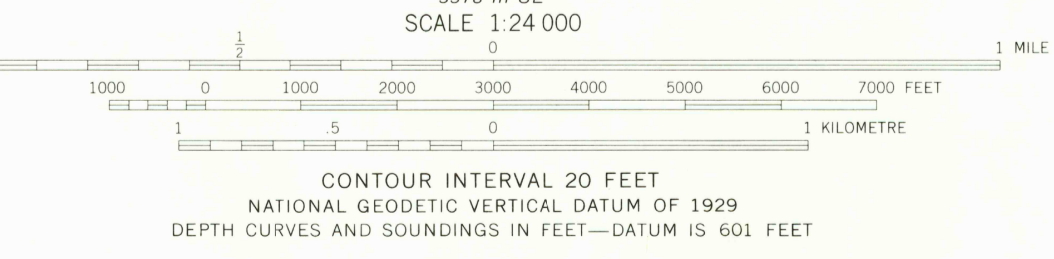 SCALE 1:24 000
1/2 0 1 MILE
1000 0 1000 2000 3000 4000 5000 6000 7000 FEET
1 .5 0 1 KILOMETRE
CONTOUR INTERVAL 20 FEET
NATIONAL GEODETIC VERTICAL DATUM OF 1929
DEPTH CURVES AND SOUNDINGS IN FEET—DATUM IS 601 FEET